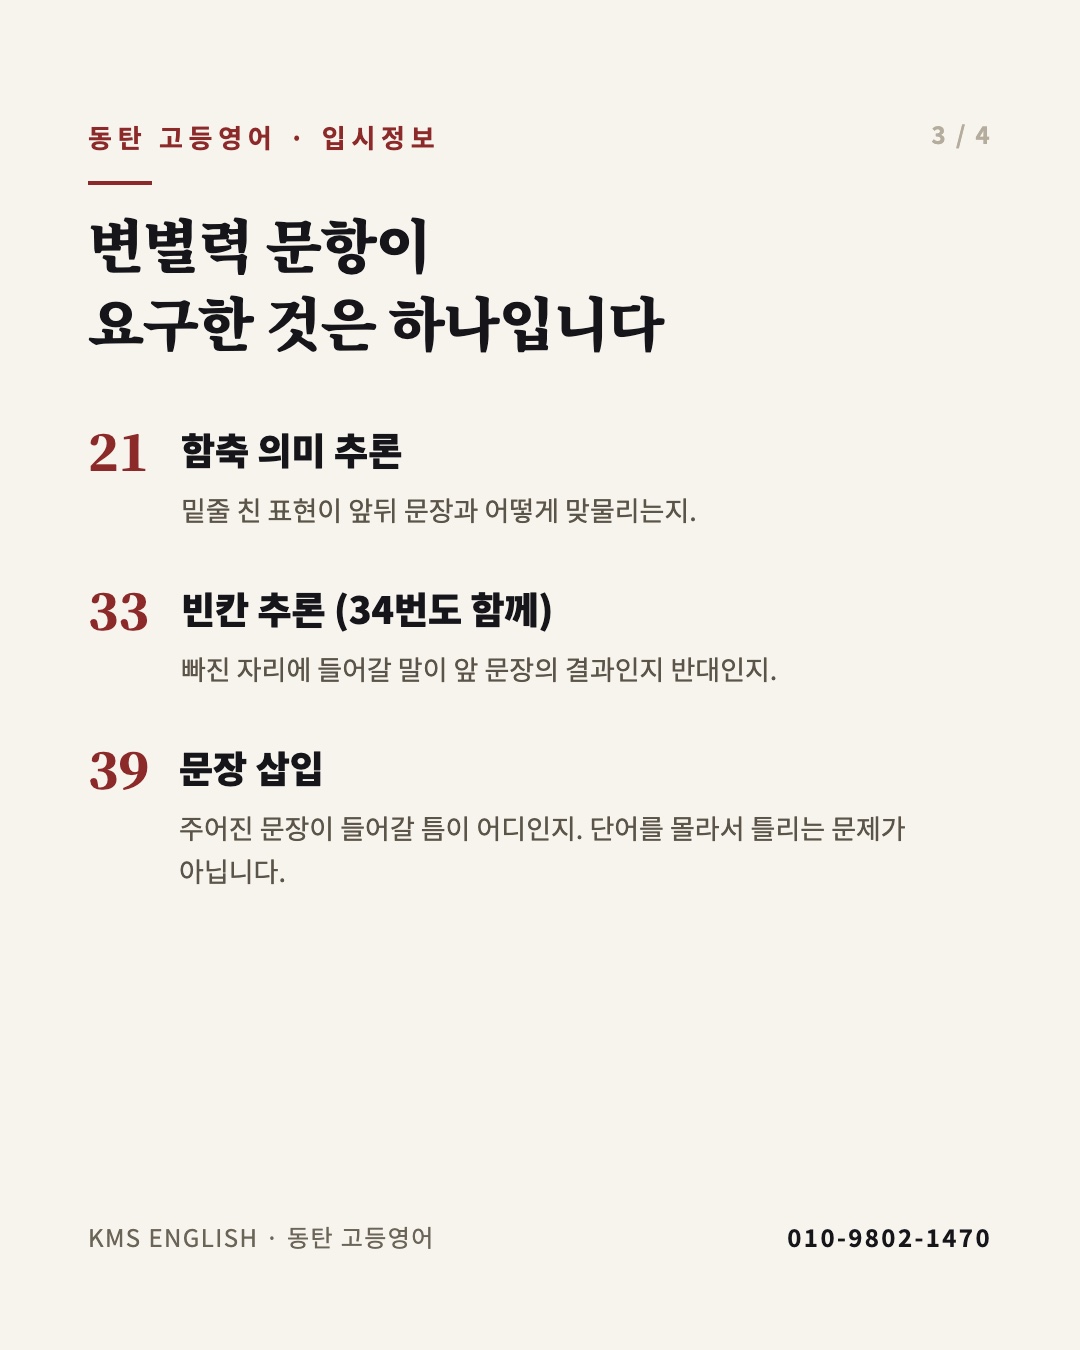 동탄 고등영어 · 입시정보
3 / 4
변별력 문항이
요구한 것은 하나입니다
21 함축 의미 추론
밑줄 친 표현이 앞뒤 문장과 어떻게 맞물리는지.
33 빈칸 추론 (34번도 함께)
빠진 자리에 들어갈 말이 앞 문장의 결과인지 반대인지.
39 문장 삽입
주어진 문장이 들어갈 틈이 어디인지. 단어를 몰라서 틀리는 문제가
아닙니다.
KMS ENGLISH · 동탄 고등영어
010-9802-1470